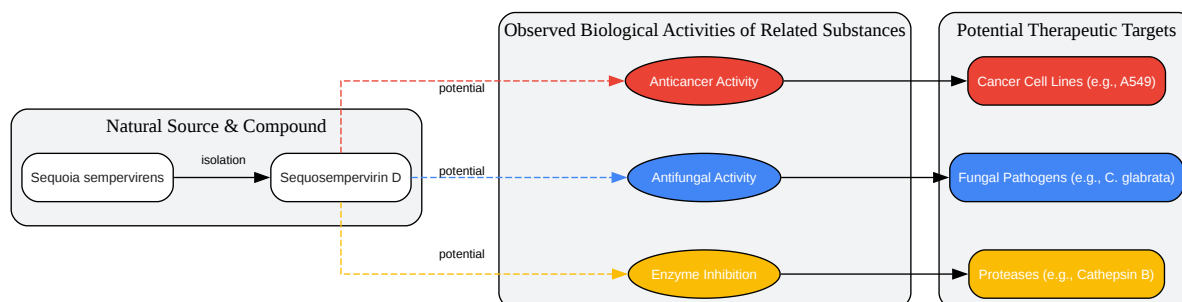 Observed Biological Activities of Related Substances
Potential Therapeutic Targets
Anticancer Activity
Cancer Cell Lines (e.g., A549)
potential
Natural Source & Compound
isolation
Sequoia sempervirens
Sequosempervirin D
potential
Antifungal Activity
Fungal Pathogens (e.g., C. glabrata)
potential
Enzyme Inhibition
Proteases (e.g., Cathepsin B)